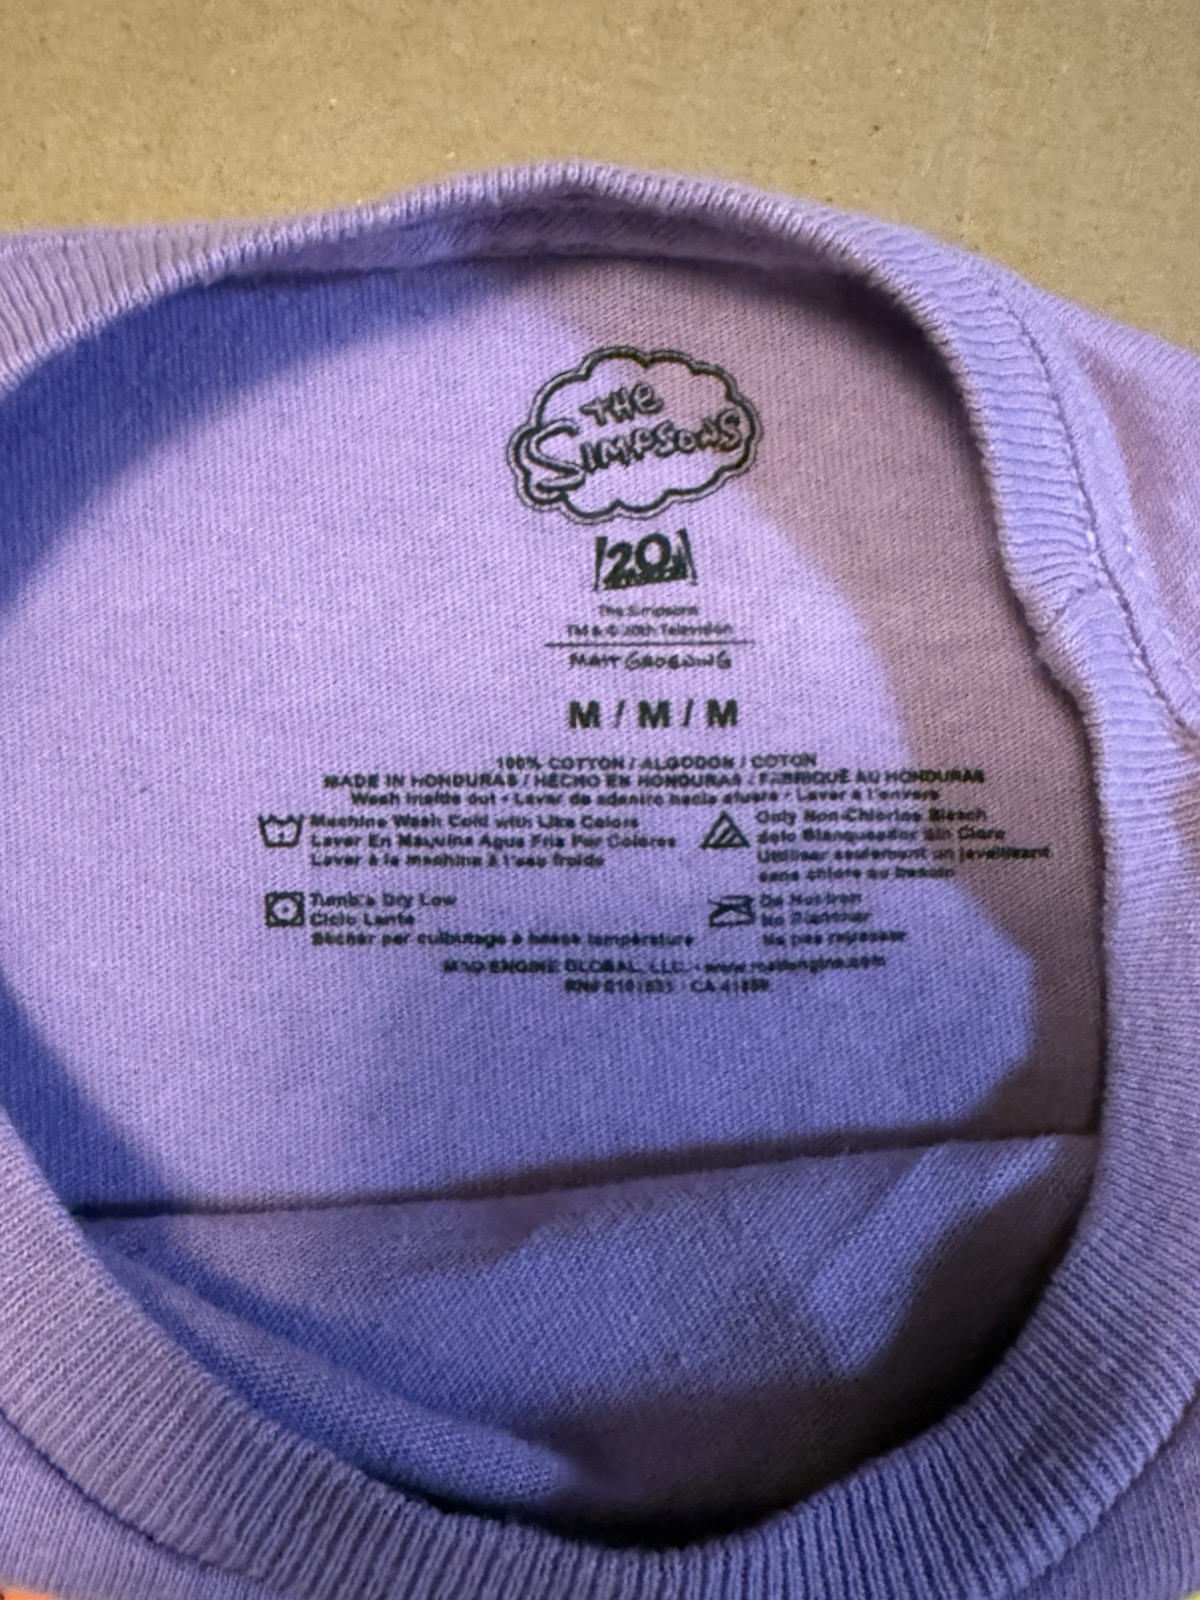 THE
SIMPSONS
20
The Simpsons
TM & © 20th Television
MATT GROENING
M / M / M
100% COTTON / ALGODON / COTON
MADE IN HONDURAS / HECHO EN HONDURAS / FABRIQUÉ AU HONDURAS
Wash Inside out • Lavar de adentro hacia afuera • Laver a l'envers
Machine Wash Cold with Like Colors
Lavar En Maquina Agua Fria Por Colores
Laver à la machine à l'eau froide
Only Non-Chlorine Bleach
Blanqueador Sin Cloro
Utiliser seulement un javellisant
sans chlore au besoin
Tumble Dry Low
Ciclo Lento
Sécher par culbutage à basse température
Do Not Iron
No Planchar
Ne pas repasser
MAD ENGINE GLOBAL, LLC. • www.madengine.com
RN# CA